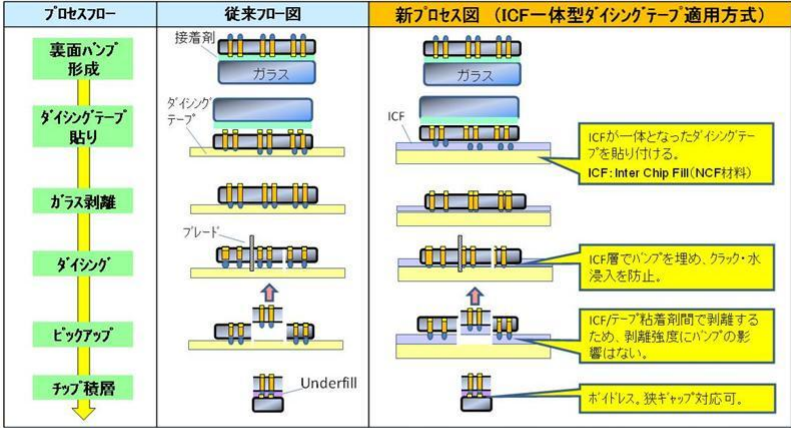 プロセスフロー
従来フロー図
新プロセス図 (ICF一体型ダイシングテープ適用方式)
裏面バンプ
形成
接着剤
ガラス
ガラス
ダイシングテープ
貼り
ダイシング
テープ
ICF
ICFが一体となったダイシングテー
プを貼り付ける。
ICF: Inter Chip Fill(NCF材料)
ガラス剥離
ダイシング
ブレード
ICF層でバンプを埋め、クラック・水
浸入を防止。
ピックアップ
ICF/テープ粘着剤間で剥離する
ため、剥離強度にバンプの影
響はない。
チップ積層
Underfill
ボイドレス。狭ギャップ対応可。